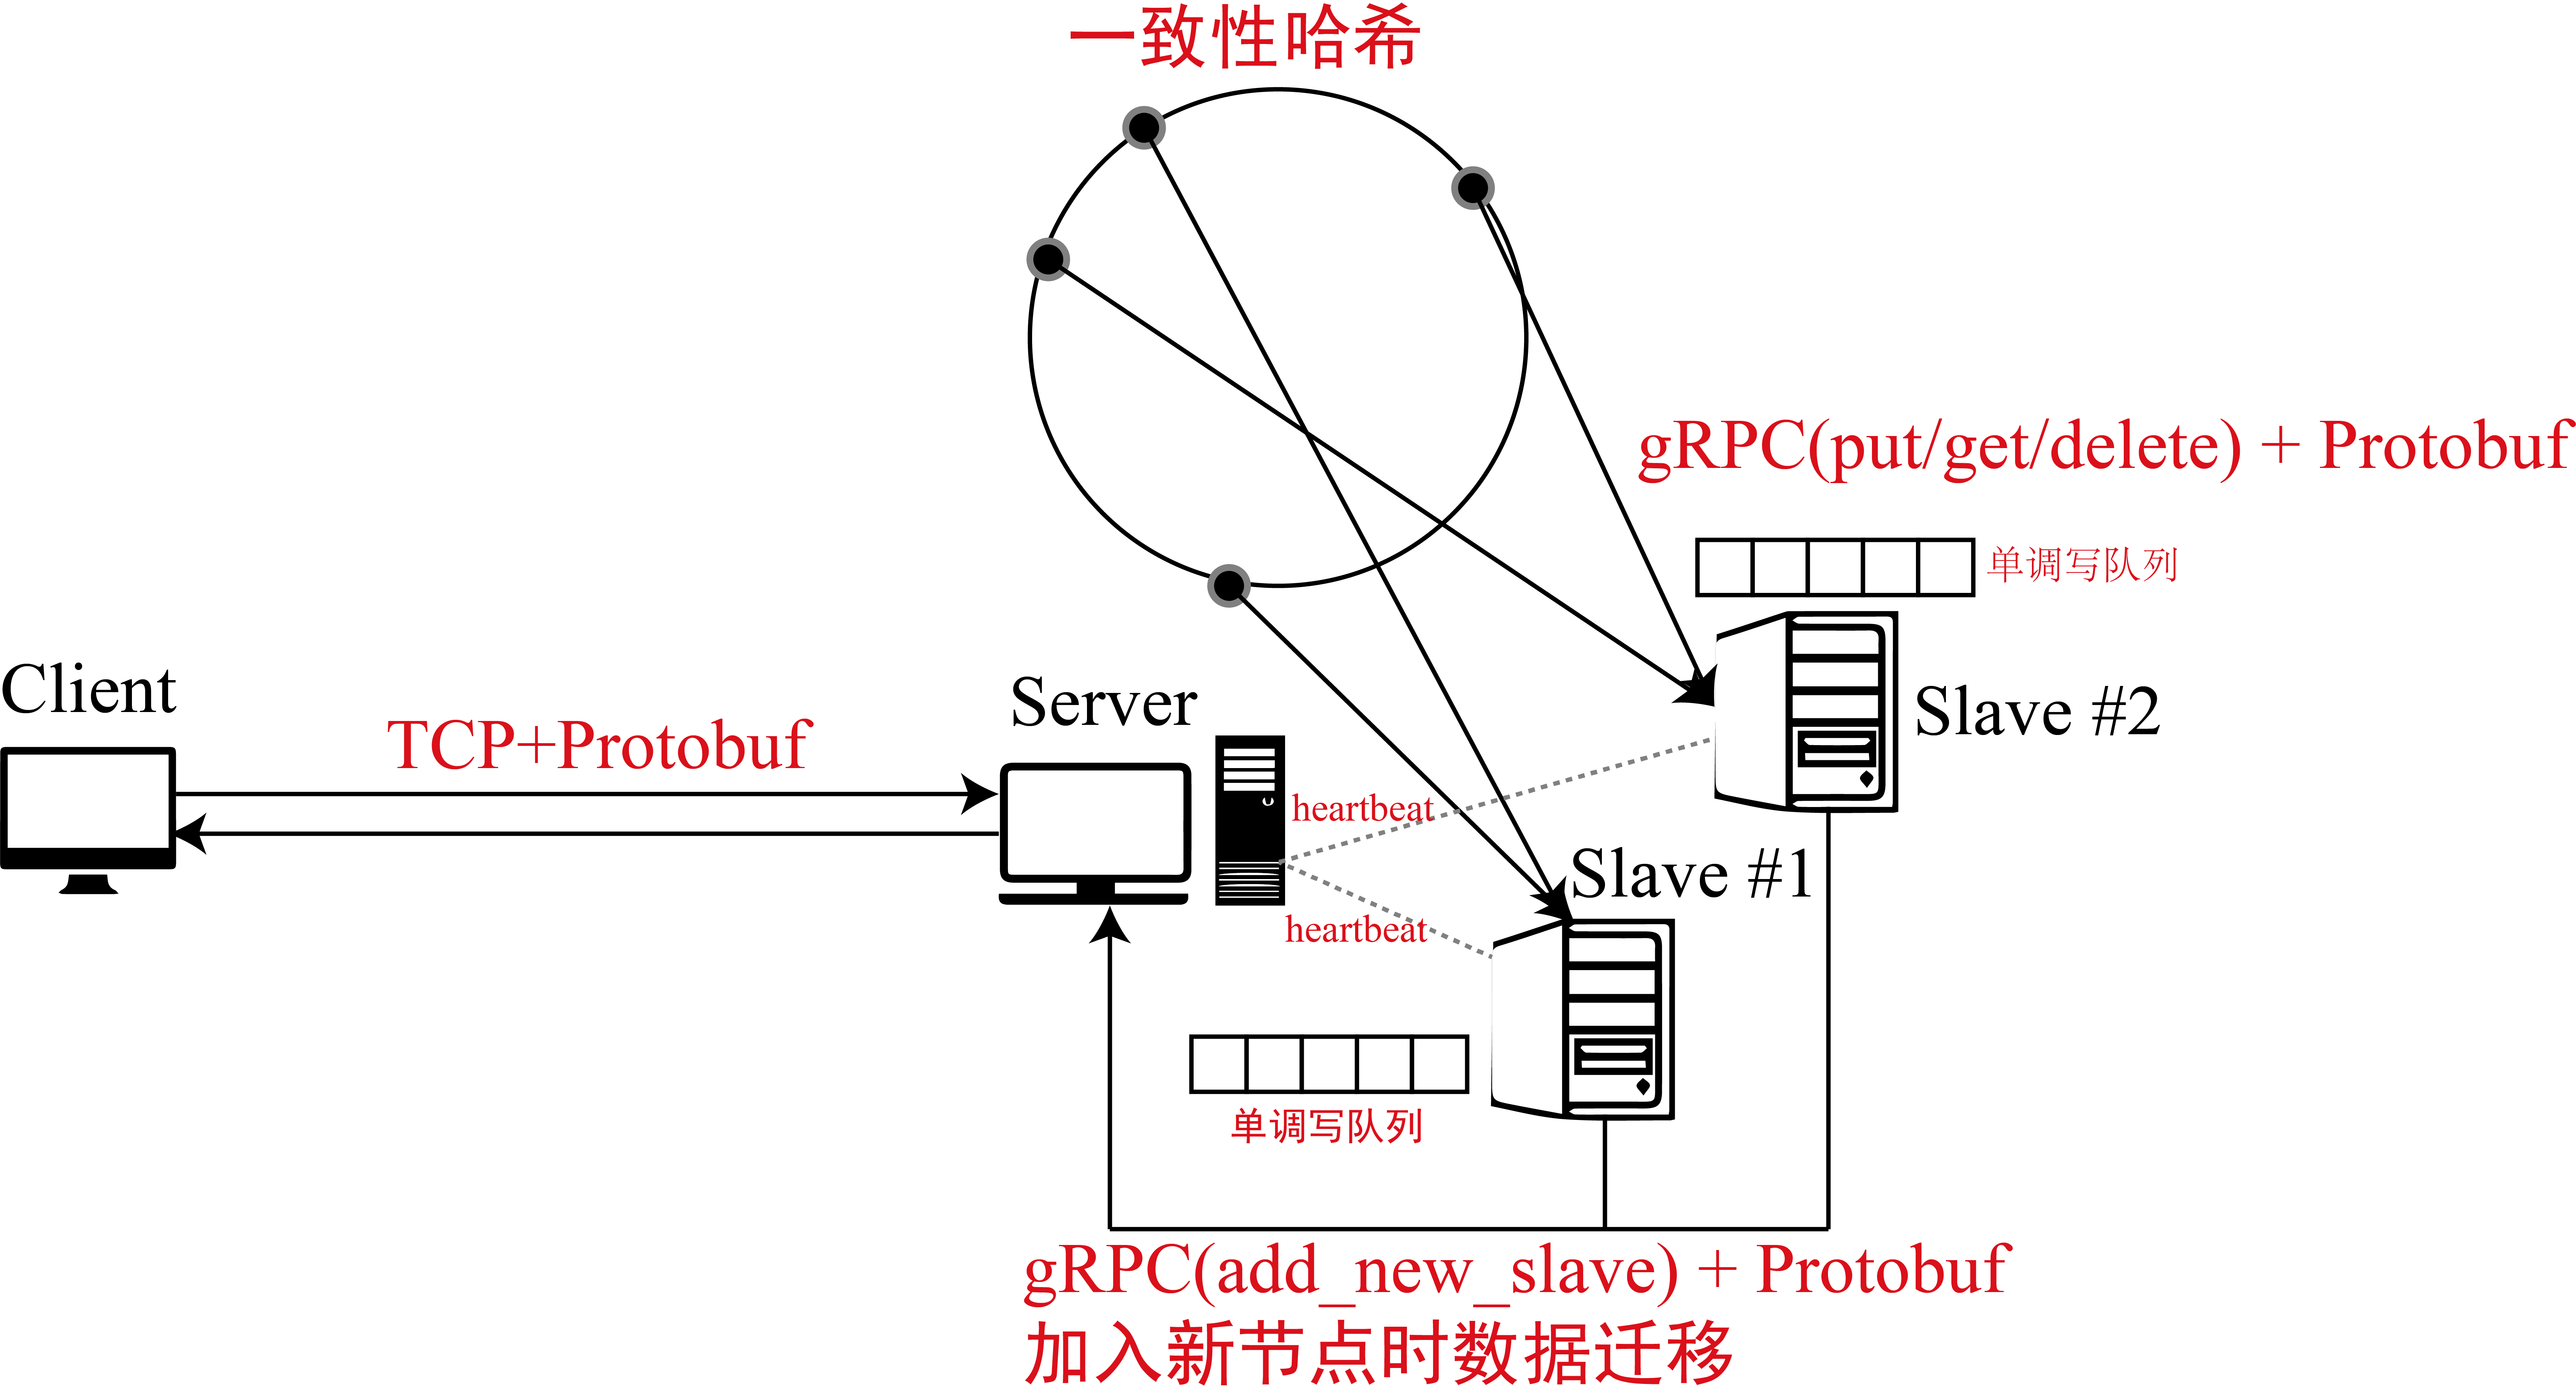 一致性哈希
gRPC(put/get/delete) + Protobuf
单调写队列
Client
TCP+Protobuf
Server
Slave #2
heartbeat
Slave #1
heartbeat
单调写队列
gRPC(add_new_slave) + Protobuf
加入新节点时数据迁移